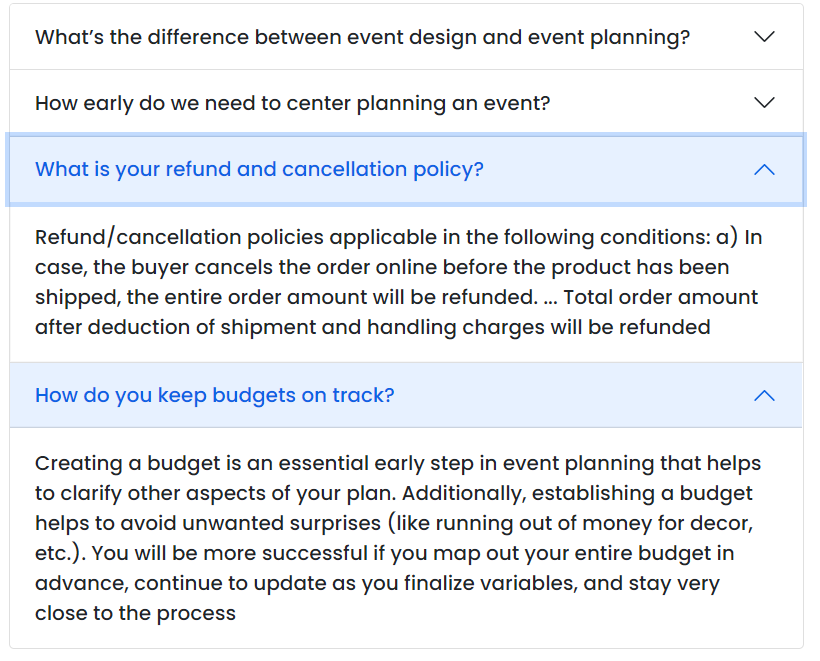 What’s the difference between event design and event planning?
How early do we need to center planning an event?
What is your refund and cancellation policy?
Refund/cancellation policies applicable in the following conditions: a) In
case, the buyer cancels the order online before the product has been
shipped, the entire order amount will be refunded. ... Total order amount
after deduction of shipment and handling charges will be refunded
How do you keep budgets on track?
Creating a budget is an essential early step in event planning that helps
to clarify other aspects of your plan. Additionally, establishing a budget
helps to avoid unwanted surprises (like running out of money for decor,
etc.). You will be more successful if you map out your entire budget in
advance, continue to update as you finalize variables, and stay very
close to the process